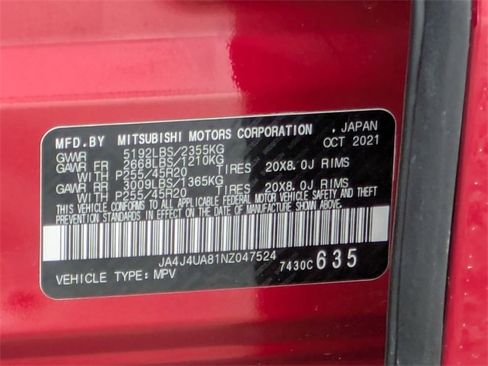 MFD.BY MITSUBISHI MOTORS CORPORATION , JAPAN
GVWR 5192LBS/2355KG OCT 2021
GAWR FR 2668LBS/1210KG
WITH P255/45R20 TIRES 20X8.0J RIMS
GAWR RR 3009LBS/1365KG
WITH P255/45R20 TIRES 20X8.0J RIMS
THIS VEHICLE CONFORMS TO ALL APPLICABLE FEDERAL MOTOR VEHICLE SAFETY, BUMPER, AND THEFT
PREVENTION STANDARDS IN EFFECT ON THE DATE OF MANUFACTURE SHOWN ABOVE.
JA4J4UA81NZ047524
VEHICLE TYPE: MPV 7430C 635